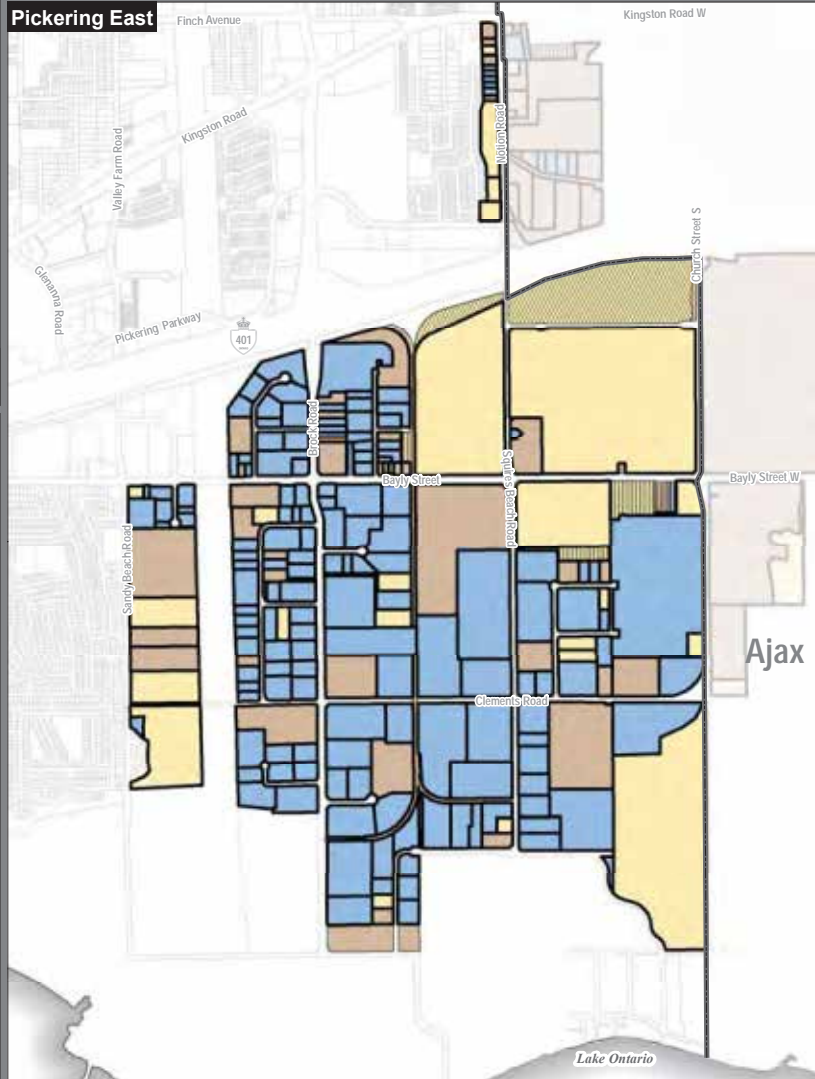 Pickering East
Finch Avenue
Kingston Road W
Kingston Road
Valley Farm Road
Notion Road
Church Street S
Glenanna Road
Pickering Parkway
401
Brock Road
Bayly Street
Squires Beach Road
Bayly Street W
Sandy Beach Road
Ajax
Clements Road
Lake Ontario